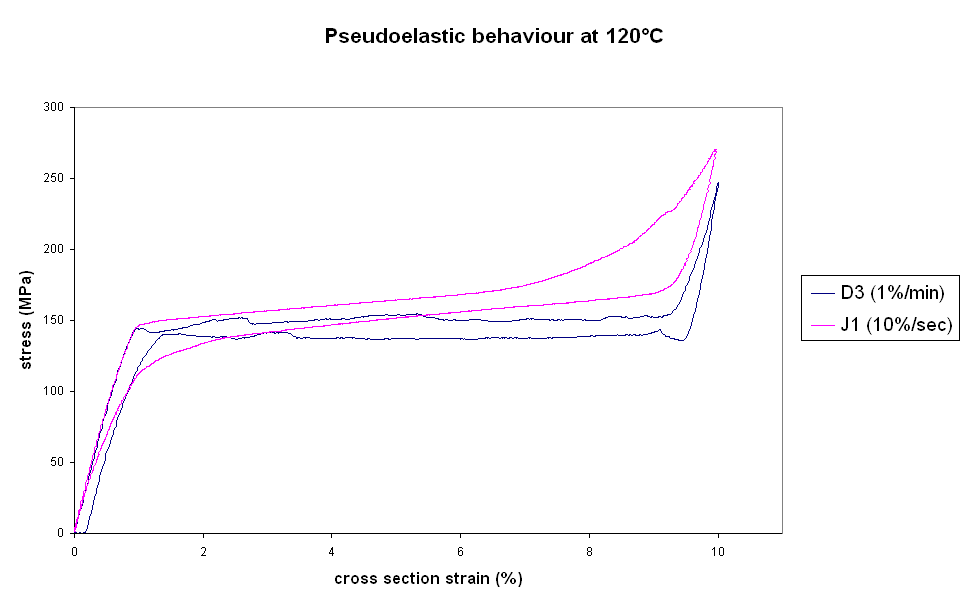 Pseudoelastic behaviour at 120°C
300
250
200
150
100
50
0
0 2 4 6 8 10
stress (MPa)
cross section strain (%)
D3 (1%/min)
J1 (10%/sec)